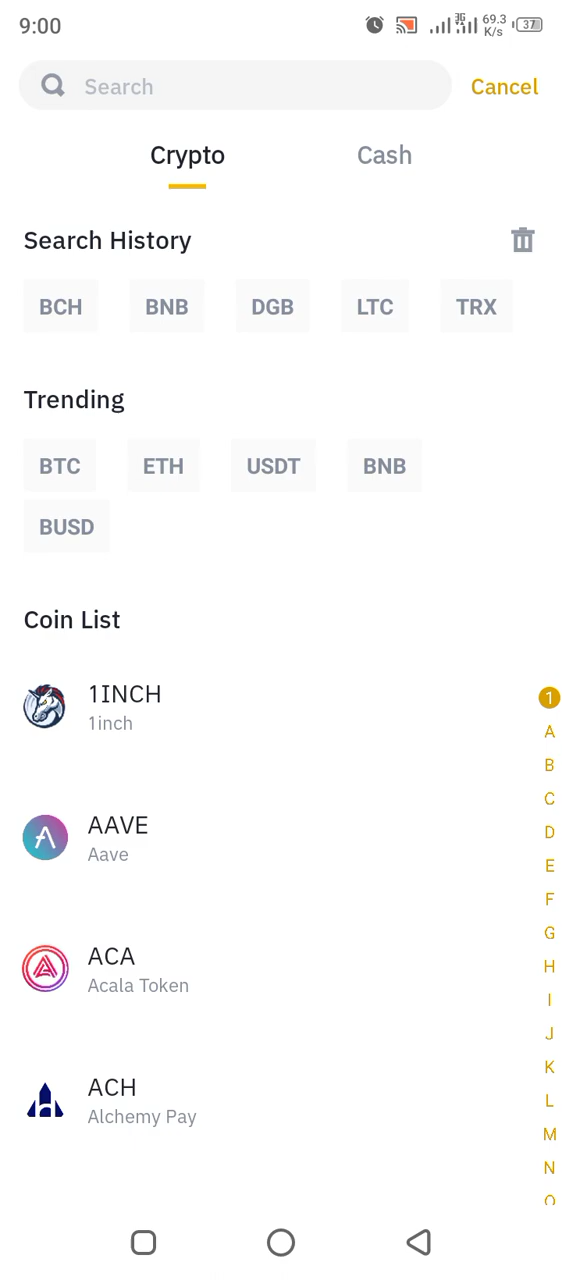 9:00
3G 69.3 K/s 37
Search
Cancel
Crypto Cash
Search History
BCH BNB DGB LTC TRX
Trending
BTC ETH USDT BNB
BUSD
Coin List
1INCH
1inch
AAVE
Aave
ACA
Acala Token
ACH
Alchemy Pay
1
A
B
C
D
E
F
G
H
I
J
K
L
M
N
O